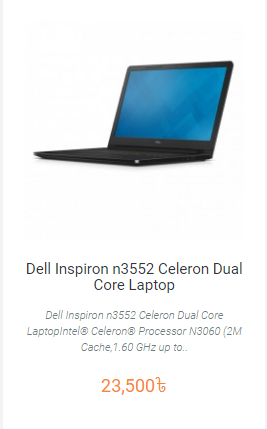 Dell Inspiron n3552 Celeron Dual
Core Laptop
Dell Inspiron n3552 Celeron Dual Core
LaptopIntel® Celeron® Processor N3060 (2M
Cache,1.60 GHz up to..
23,500৳